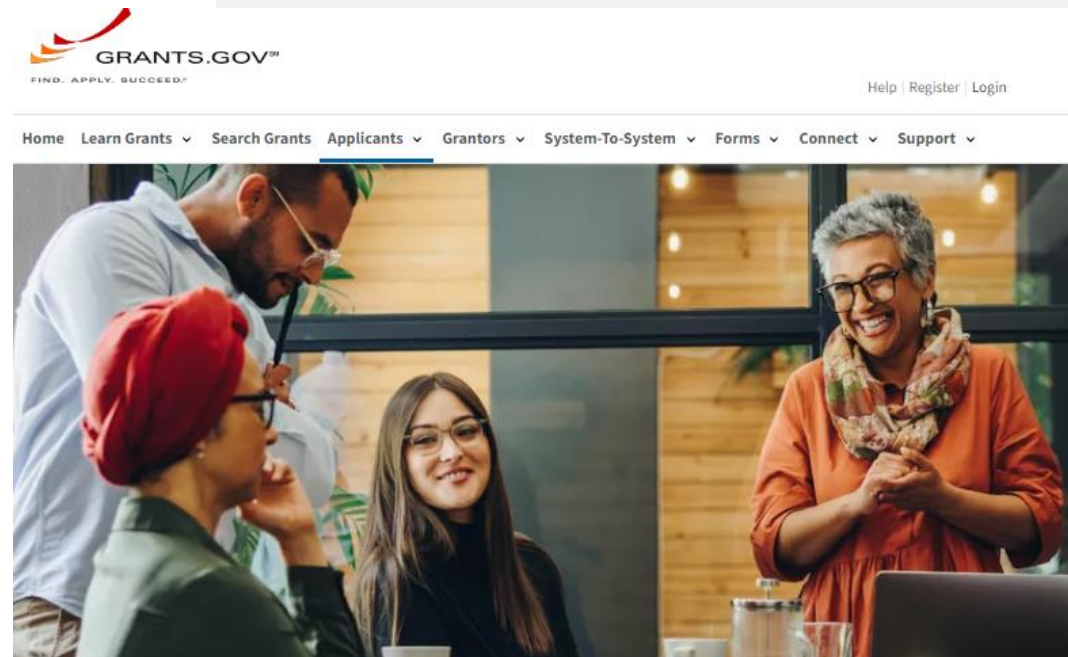 GRANTS.GOV℠
FIND. APPLY. SUCCEED.℠
Help | Register | Login
Home Learn Grants Search Grants Applicants Grantors System-To-System Forms Connect Support